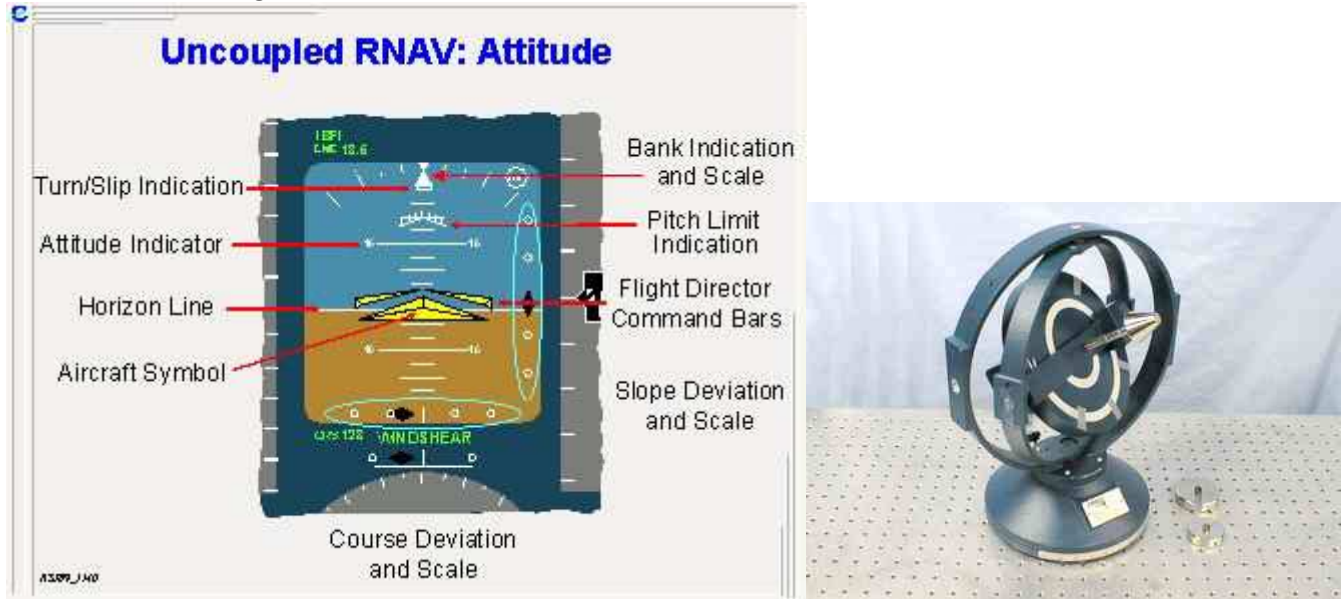 Uncoupled RNAV: Attitude
Turn/Slip Indication
Attitude Indicator
Horizon Line
Aircraft Symbol
Bank Indication
and Scale
Pitch Limit
Indication
Flight Director
Command Bars
Slope Deviation
and Scale
WINDSHEAR
Course Deviation
and Scale